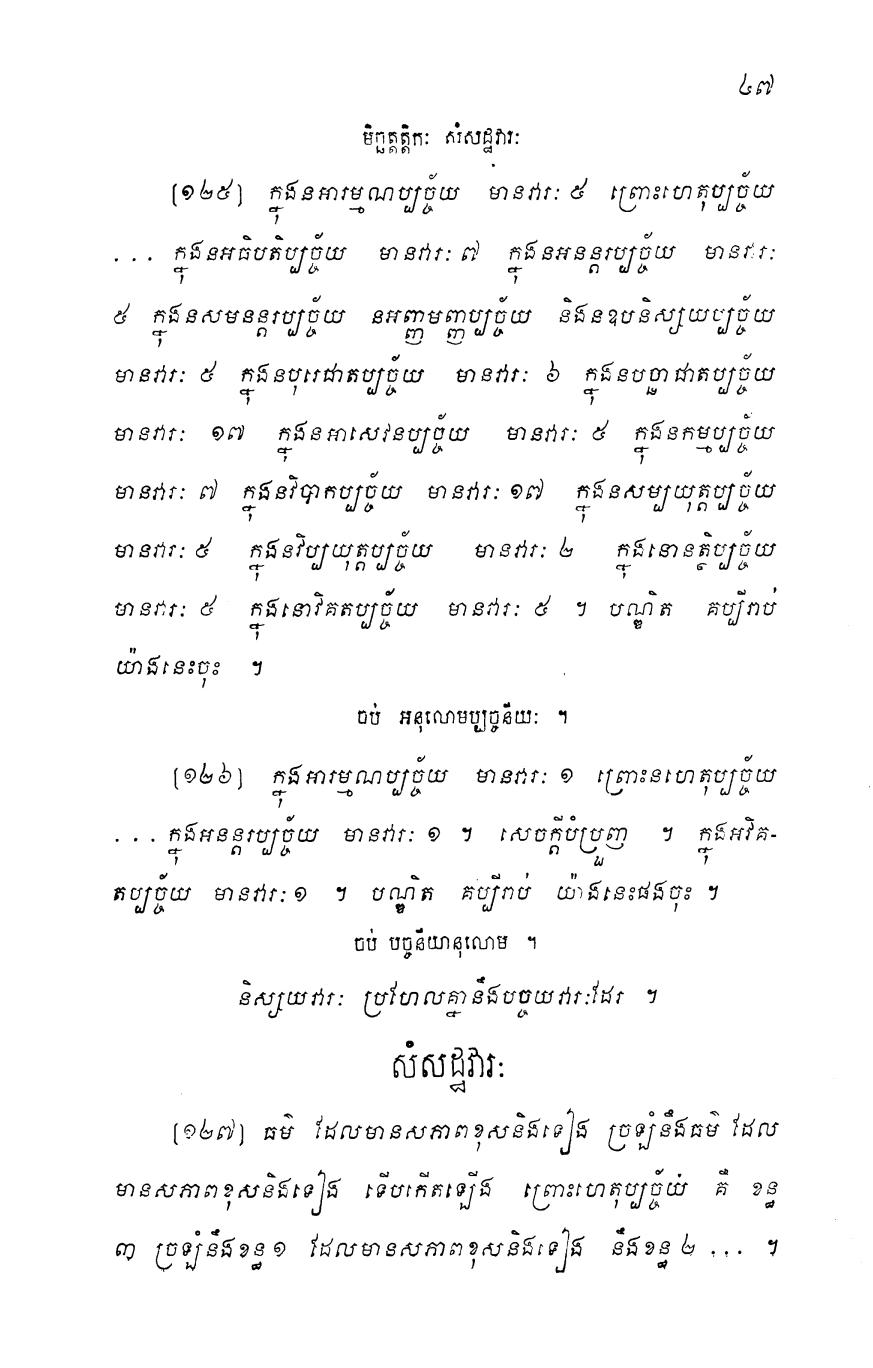 ៤៧
មិច្ឆត្តត្តិកៈ សំសដ្ឋវារៈ
[១២៥] ក្នុងនអារម្មណប្បច្ច័យ មានវារៈ ៥ ព្រោះហេតុប្បច្ច័យ
... ក្នុងនអធិបតិប្បច្ច័យ មានវារៈ ៧ ក្នុងនអនន្តរប្បច្ច័យ មានវារៈ
៥ ក្នុងនសមនន្តរប្បច្ច័យ នអញ្ញាមញ្ញប្បច្ច័យ និងនឧបនិស្សយប្បច្ច័យ
មានវារៈ ៥ ក្នុងនបុរេជាតប្បច្ច័យ មានវារៈ ៦ ក្នុងនបច្ឆាជាតប្បច្ច័យ
មានវារៈ ១៧ ក្នុងនអាសេវនប្បច្ច័យ មានវារៈ ៥ ក្នុងនកម្មប្បច្ច័យ
មានវារៈ ៧ ក្នុងនវិបាកប្បច្ច័យ មានវារៈ ១៧ ក្នុងនសម្បយុត្តប្បច្ច័យ
មានវារៈ ៥ ក្នុងនវិប្បយុត្តប្បច្ច័យ មានវារៈ ២ ក្នុងនោនត្ថិប្បច្ច័យ
មានវារៈ ៥ ក្នុងនោវិគតប្បច្ច័យ មានវារៈ ៥ ។ បណ្ឌិត គប្បីរាប់
យ៉ាងនេះចុះ ។
ចប់ អនុលោមប្បច្ចនីយៈ ។
[១២៦] ក្នុងអារម្មណប្បច្ច័យ មានវារៈ ១ ព្រោះនហេតុប្បច្ច័យ
... ក្នុងអនន្តរប្បច្ច័យ មានវារៈ ១ ។ សេចក្តីបំប្រួញ ។ ក្នុងអវិគ-
តប្បច្ច័យ មានវារៈ ១ ។ បណ្ឌិត គប្បីរាប់ យ៉ាងនេះផងចុះ ។
ចប់ បច្ចនីយានុលោម ។
និស្សយវារៈ ប្រហែលគ្នានឹងបច្ចយវារៈដែរ ។
សំសដ្ឋវារៈ
[១២៧] ធម៌ ដែលមានសភាពខុសនិងទៀង ច្រឡំនឹងធម៌ ដែល
មានសភាពខុសនិងទៀង ទើបកើតឡើង ព្រោះហេតុប្បច្ច័យ គឺ ខន្ធ
៣ ច្រឡំនឹងខន្ធ ១ ដែលមានសភាពខុសនិងទៀង នឹងខន្ធ ២ ... ។